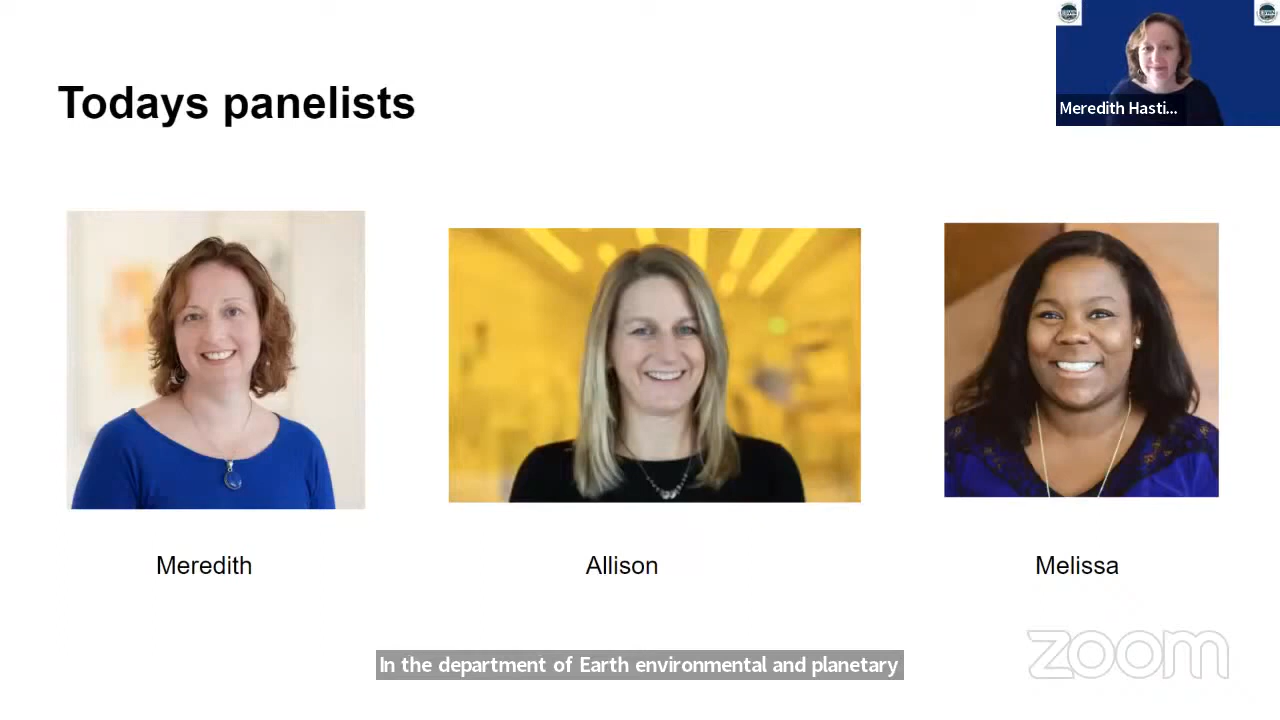 Todays panelists
Meredith Hasti...
Meredith
Allison
Melissa
In the department of Earth environmental and planetary
zoom